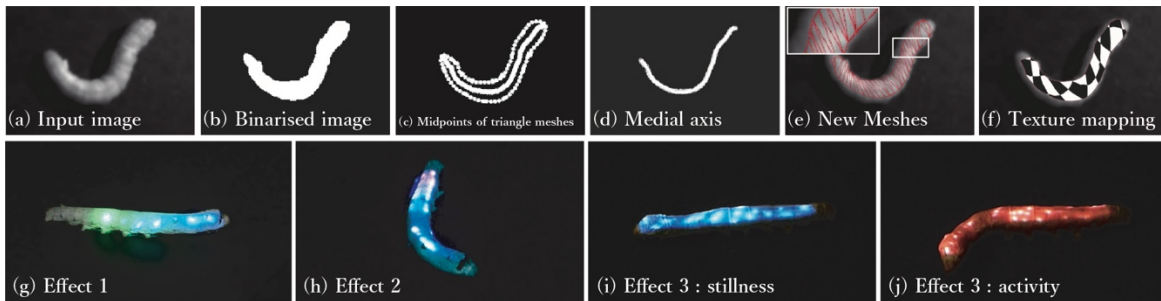 (a) Input image
(b) Binarised image
(c) Midpoints of triangle meshes
(d) Medial axis
(e) New Meshes
(f) Texture mapping
(g) Effect 1
(h) Effect 2
(i) Effect 3 : stillness
(j) Effect 3 : activity